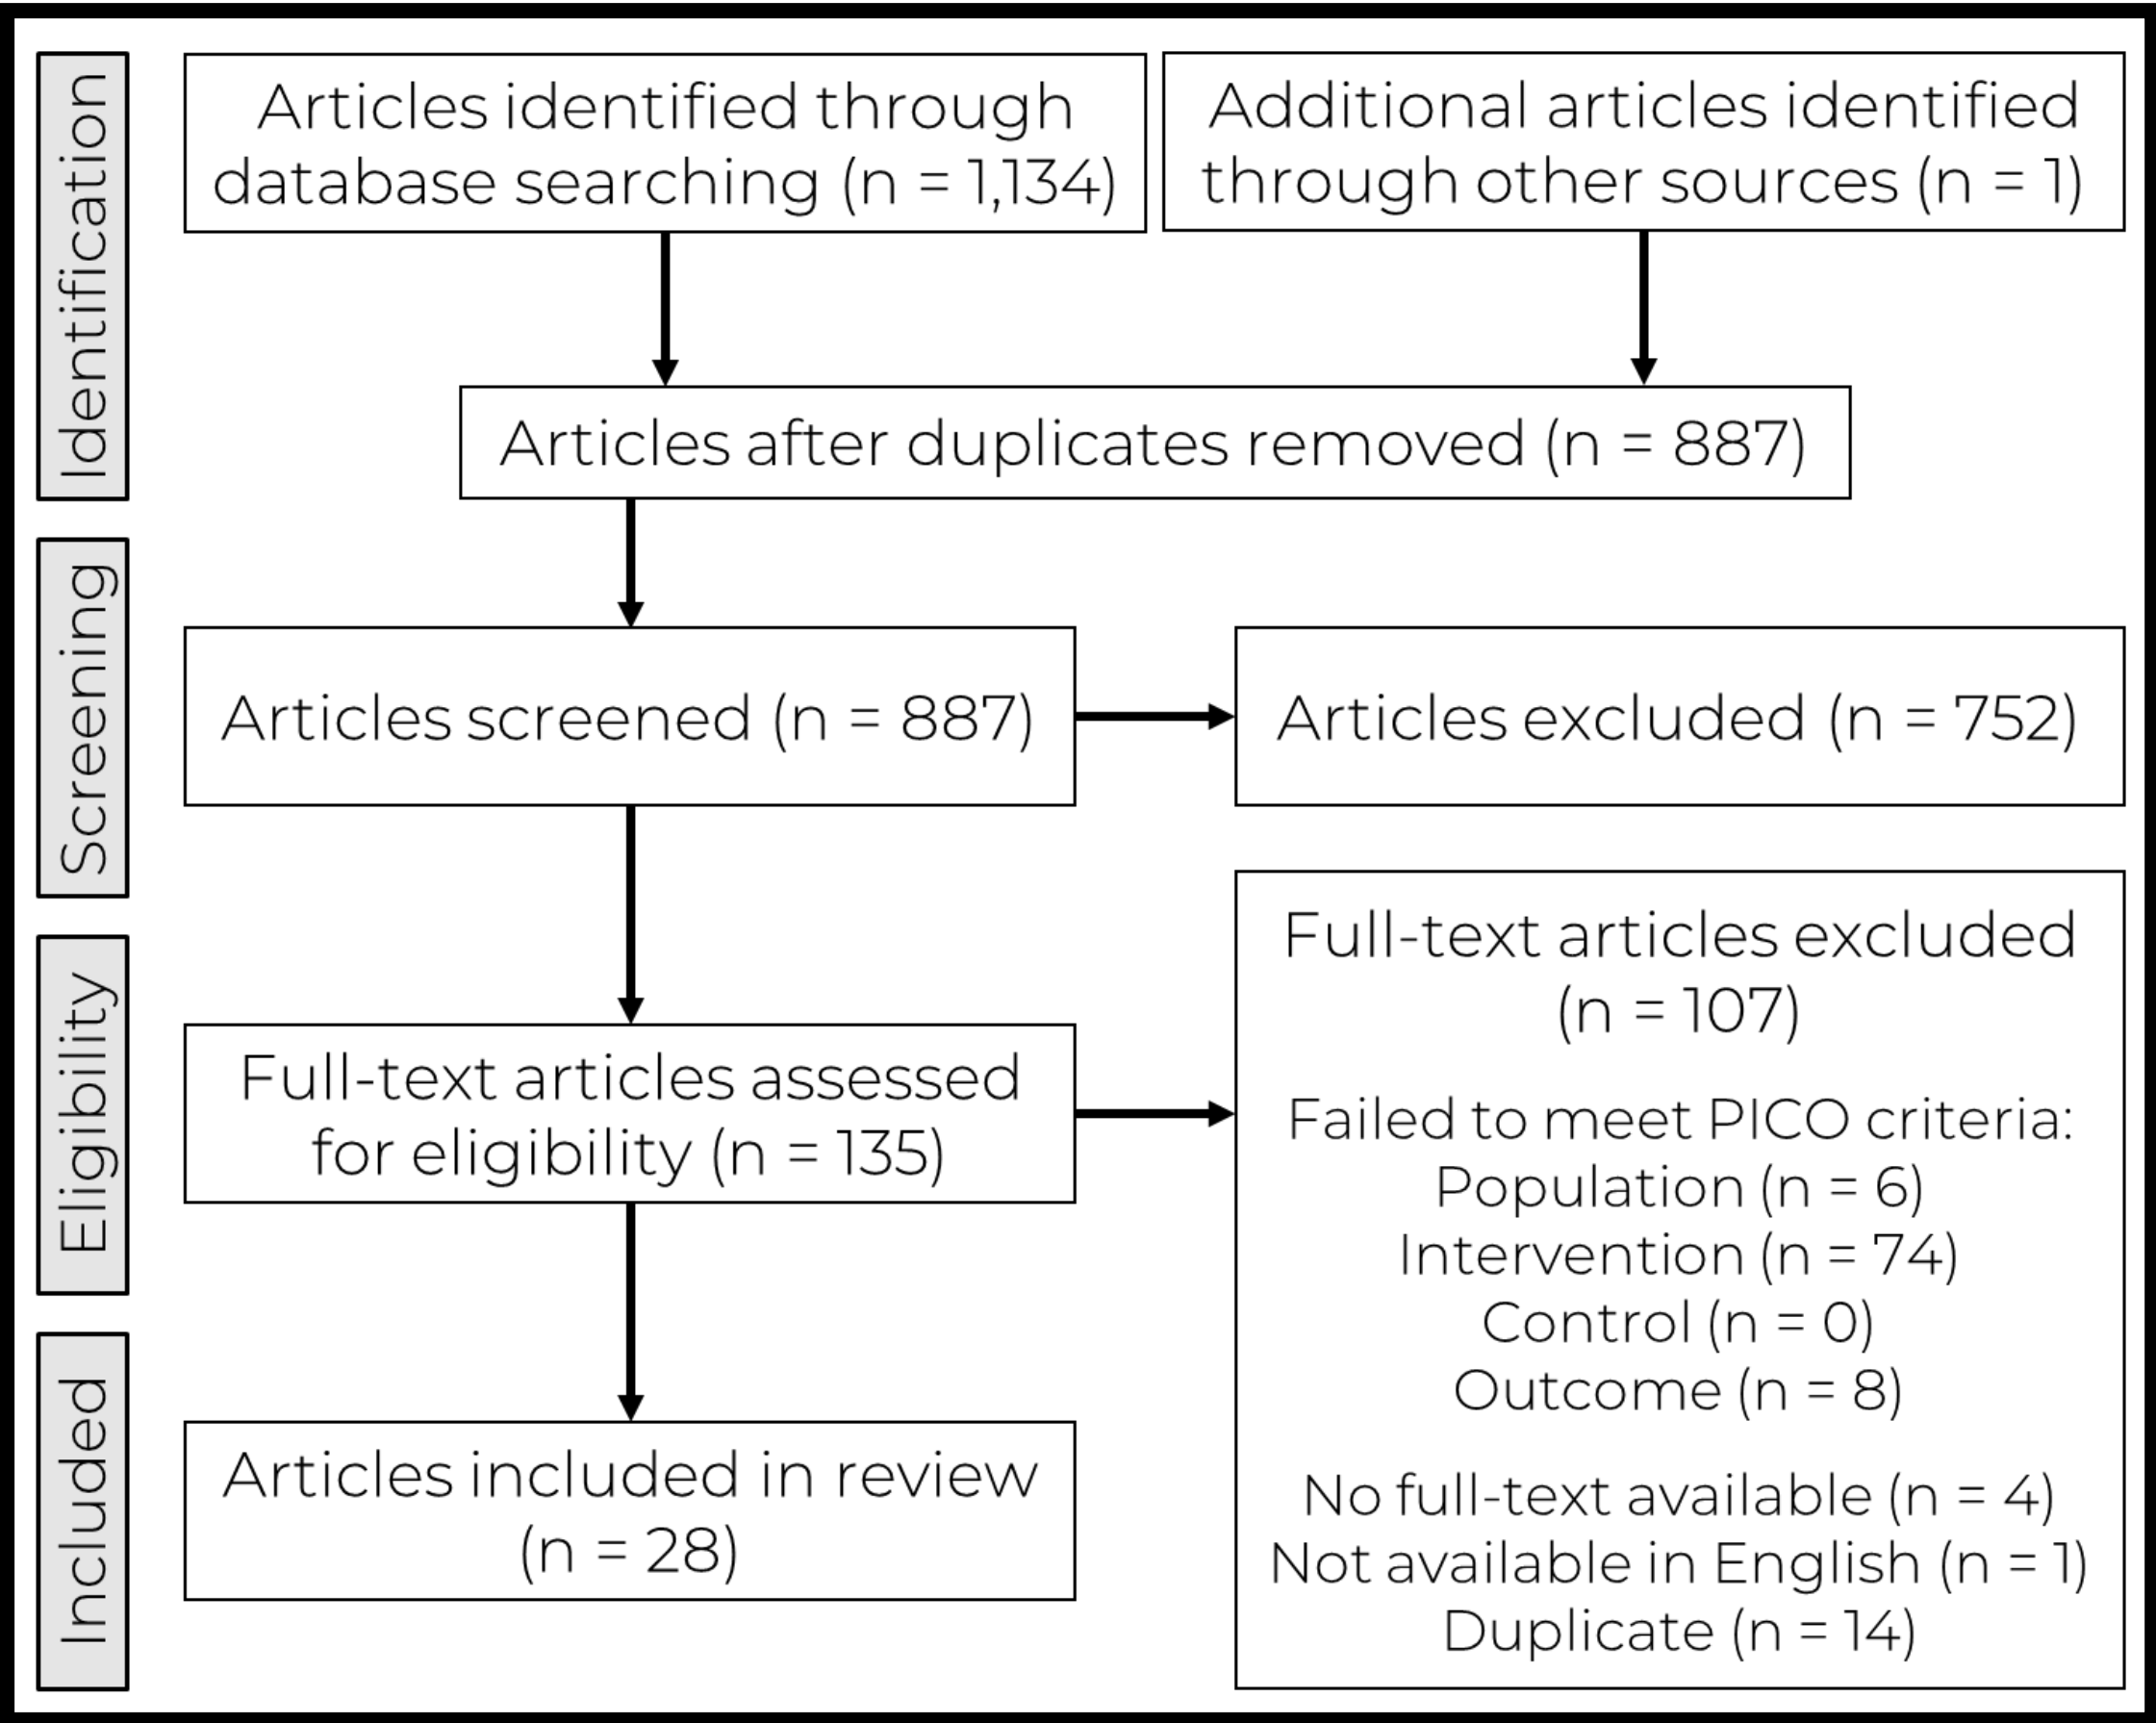 Identification
Articles identified through
database searching (n = 1,134)
Additional articles identified
through other sources (n = 1)
Articles after duplicates removed (n = 887)
Screening
Articles screened (n = 887)
Articles excluded (n = 752)
Eligibility
Full-text articles assessed
for eligibility (n = 135)
Full-text articles excluded
(n = 107)
Failed to meet PICO criteria:
Population (n = 6)
Intervention (n = 74)
Control (n = 0)
Outcome (n = 8)
No full-text available (n = 4)
Not available in English (n = 1)
Duplicate (n = 14)
Included
Articles included in review
(n = 28)